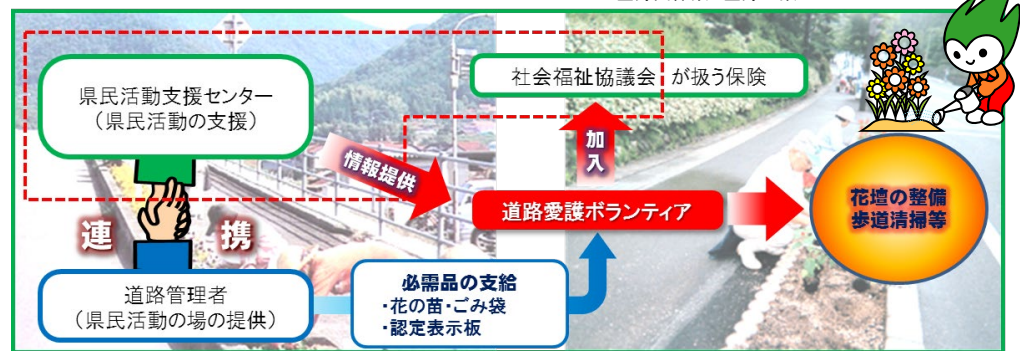 県民活動支援センター
（県民活動の支援）
社会福祉協議会 が扱う保険
情報提供
加入
連携
道路愛護ボランティア
花壇の整備
歩道清掃等
道路管理者
（県民活動の場の提供）
必需品の支給
・花の苗・ごみ袋
・認定表示板